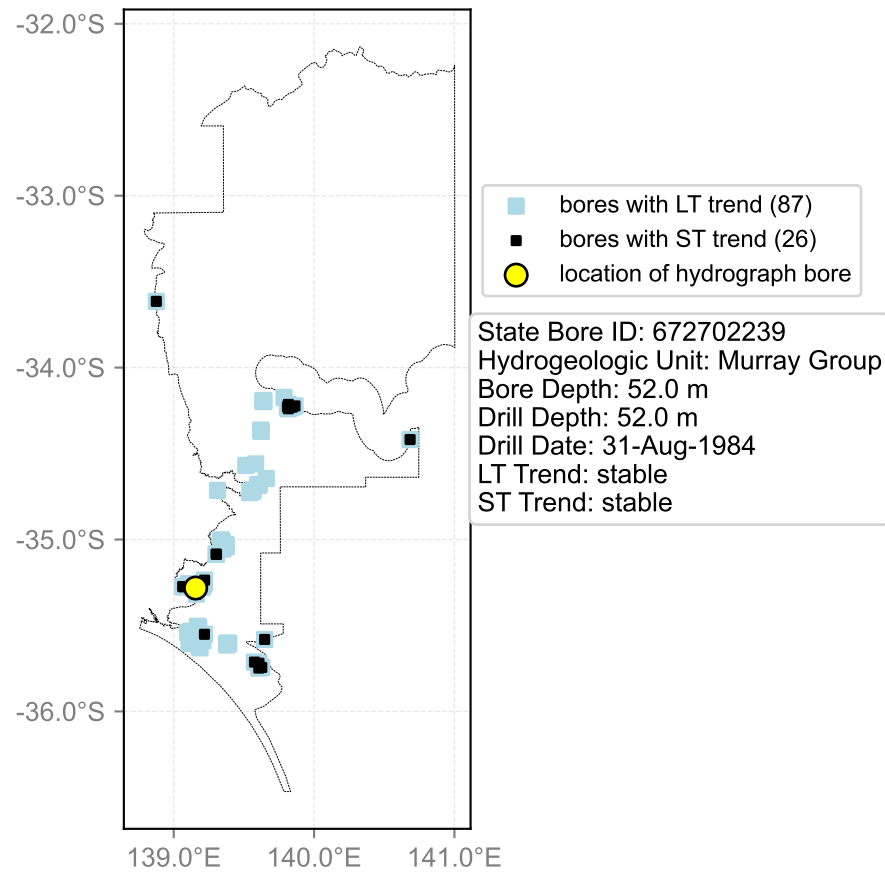 -32.0°S
-33.0°S
-34.0°S
-35.0°S
-36.0°S
139.0°E 140.0°E 141.0°E
bores with LT trend (87)
bores with ST trend (26)
location of hydrograph bore
State Bore ID: 672702239
Hydrogeologic Unit: Murray Group
Bore Depth: 52.0 m
Drill Depth: 52.0 m
Drill Date: 31-Aug-1984
LT Trend: stable
ST Trend: stable